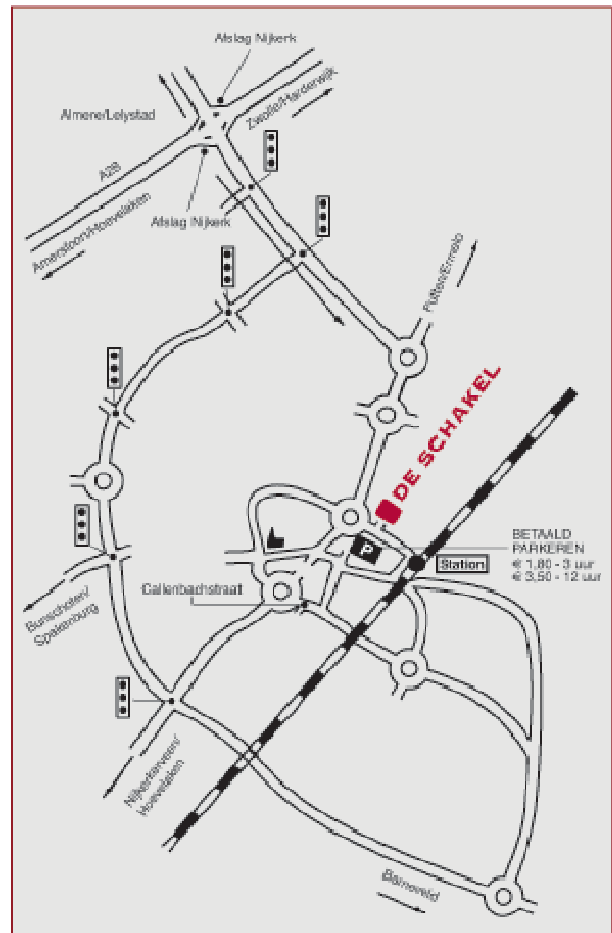 Afslag Nijkerk
Almere/Lelystad
Zwolle/Harderwijk
A28
Afslag Nijkerk
Amersfoort/Hoevelaken
Putten/Ermelo
DE SCHAKEL
P
Station
BETAALD
PARKEREN
€ 1,80 - 3 uur
€ 3,50 - 12 uur
Callenbachstraat
Bunschoten/
Spakenburg
Nijkerkerveen/
Hoevelaken
Barneveld